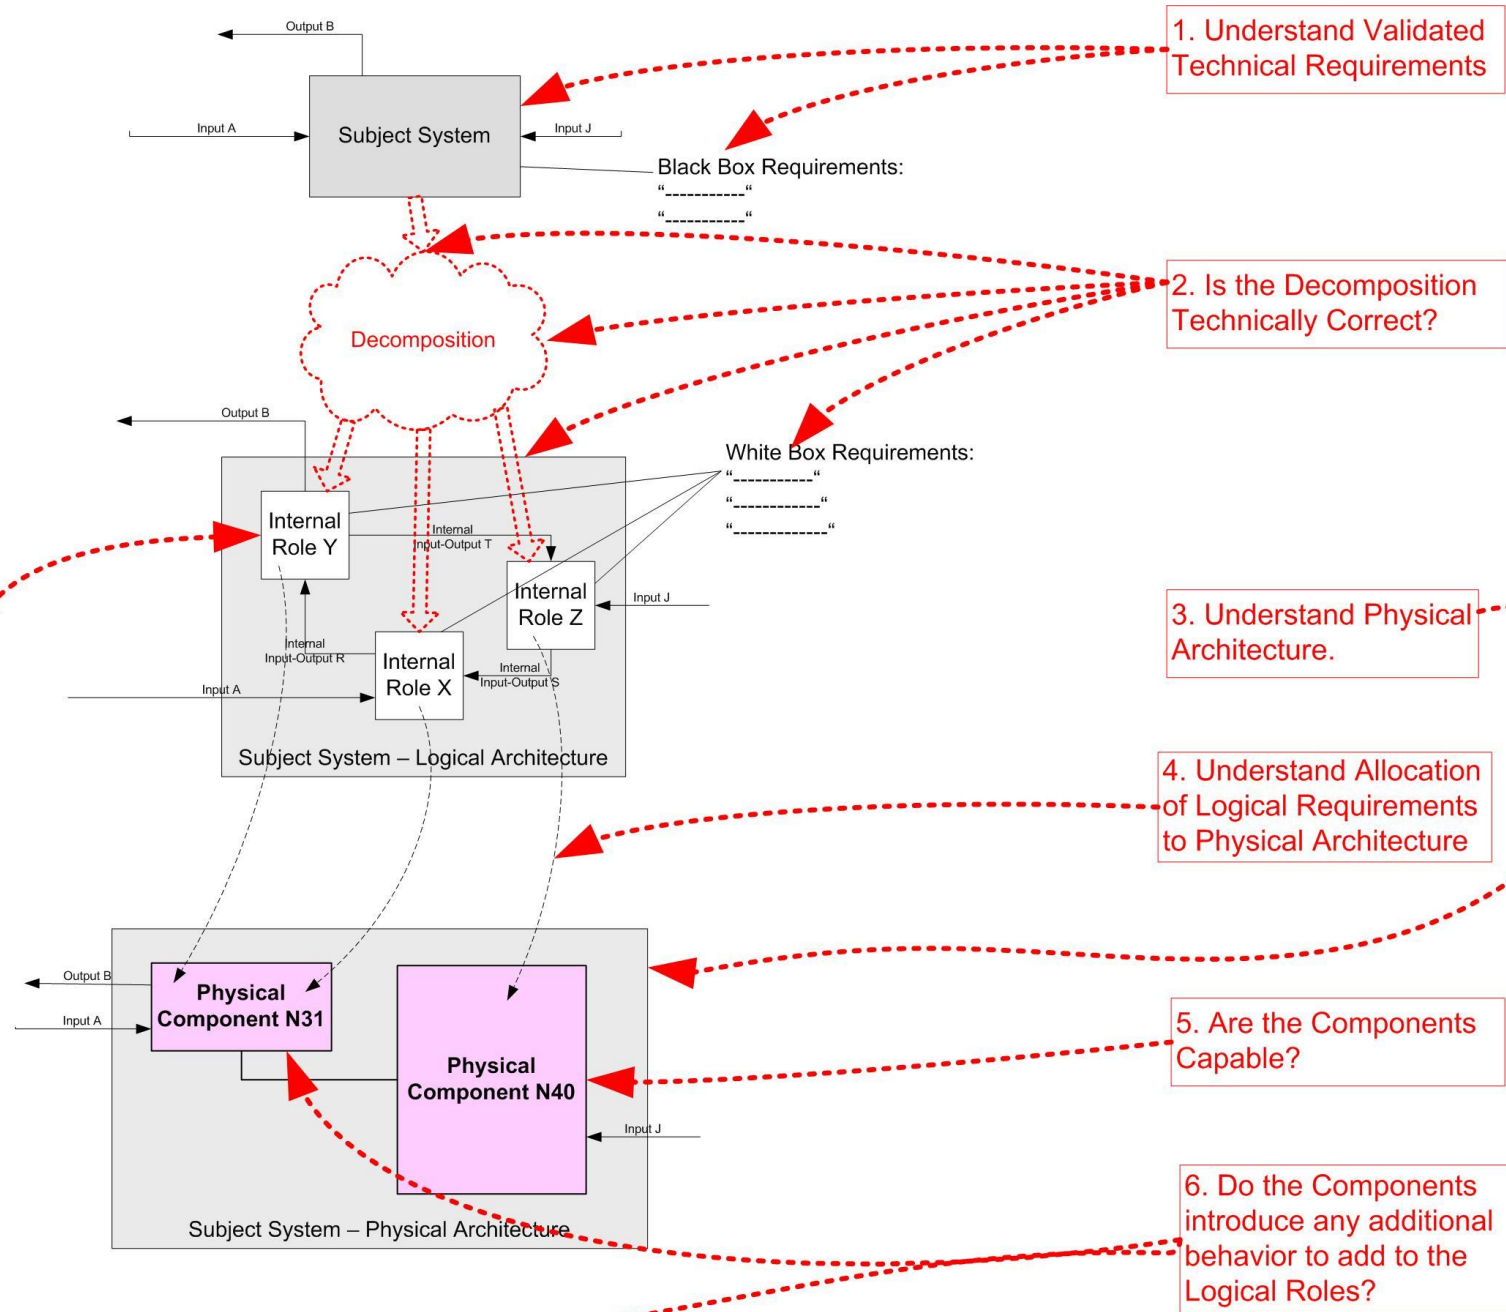 Output B
1. Understand Validated
Technical Requirements
Input A
Subject System
Input J
Black Box Requirements:
“-----------“
“-----------“
2. Is the Decomposition
Technically Correct?
Decomposition
Output B
White Box Requirements:
“-----------“
“------------“
“-------------“
Internal
Role Y
Internal
Input-Output T
Internal
Role Z
Input J
3. Understand Physical
Architecture.
Internal
Input-Output R
Internal
Role X
Internal
Input-Output S
Input A
Subject System – Logical Architecture
4. Understand Allocation
of Logical Requirements
to Physical Architecture
Output B
Input A
Physical
Component N31
Physical
Component N40
5. Are the Components
Capable?
Input J
Subject System – Physical Architecture
6. Do the Components
introduce any additional
behavior to add to the
Logical Roles?